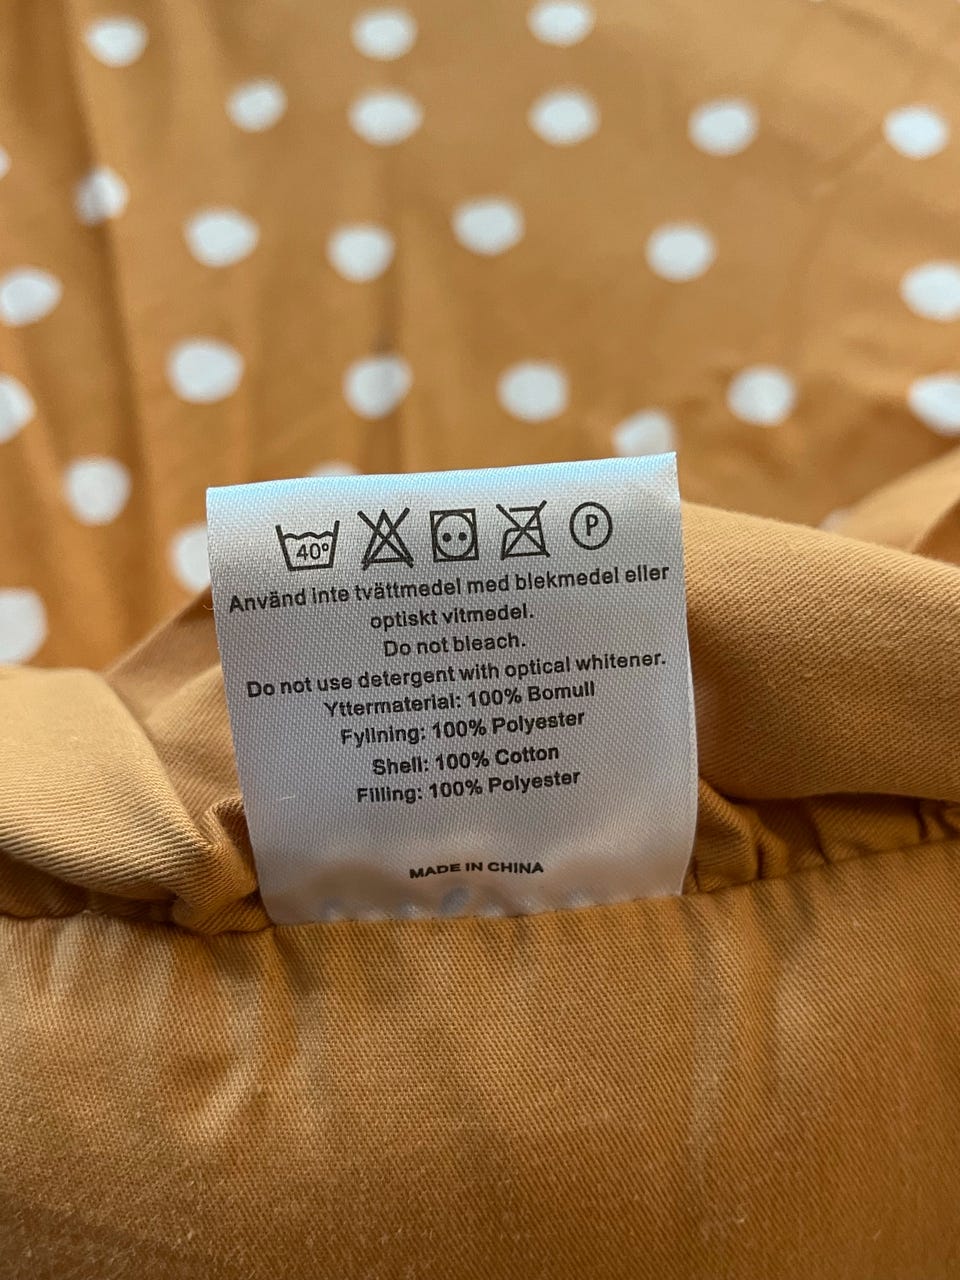 40°
P
Använd inte tvättmedel med blekmedel eller
optiskt vitmedel.
Do not bleach.
Do not use detergent with optical whitener.
Yttermaterial: 100% Bomull
Fyllning: 100% Polyester
Shell: 100% Cotton
Filling: 100% Polyester
MADE IN CHINA